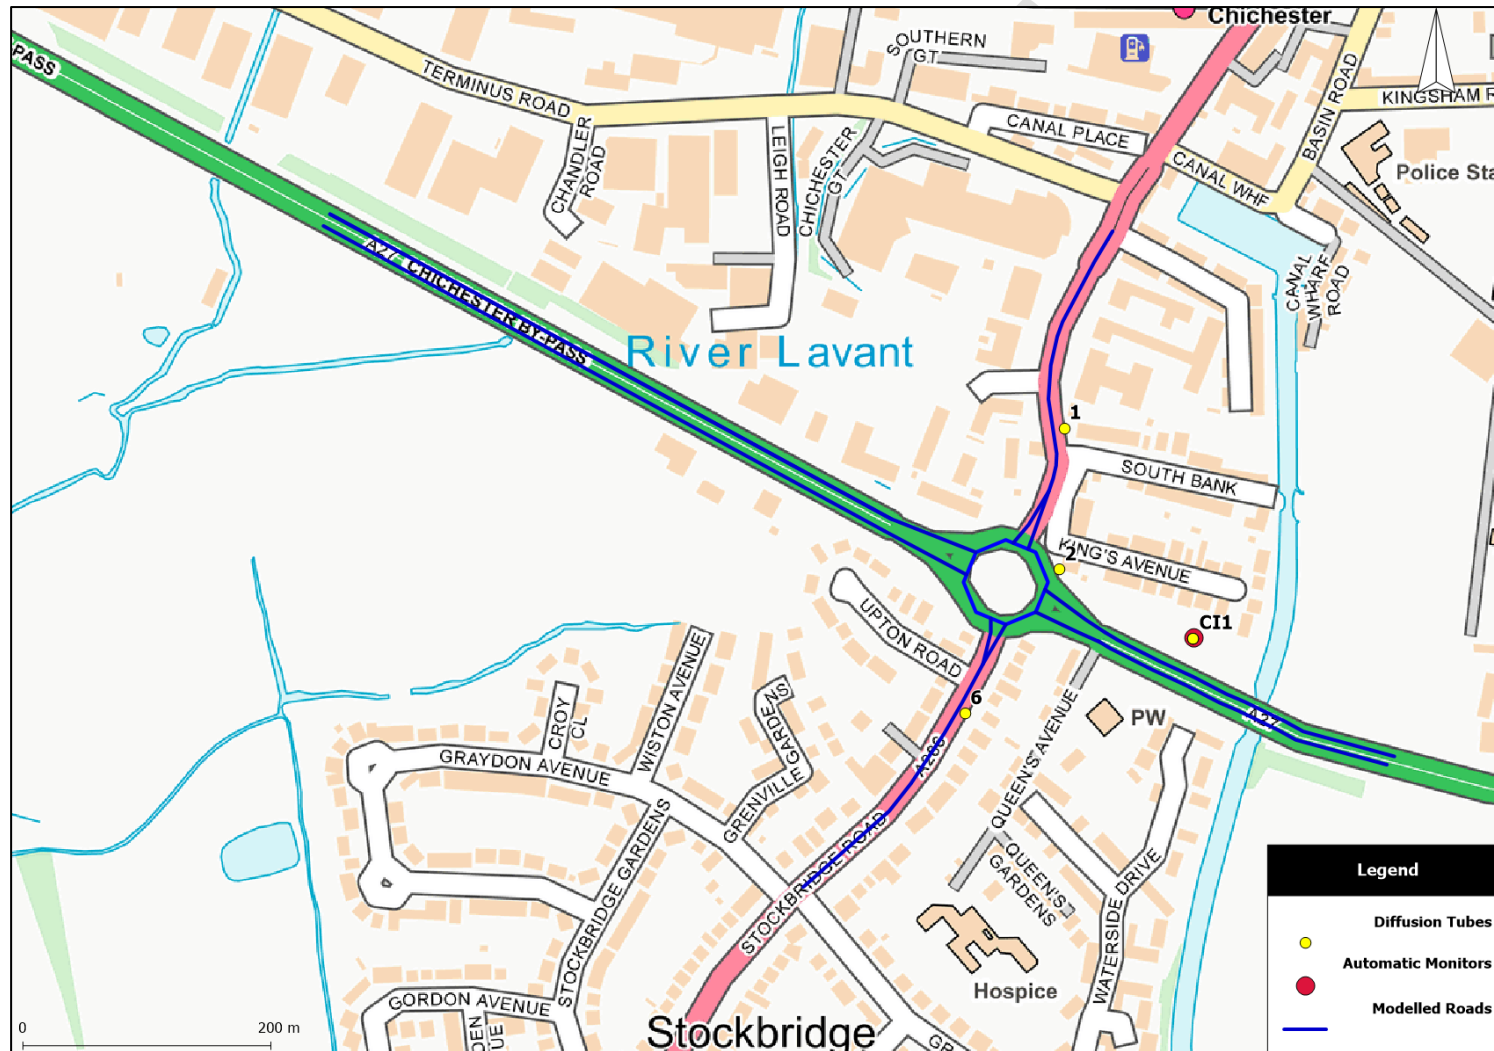 Chichester
SOUTHERN
GT
PASS
TERMINUS ROAD
BASIN ROAD
KINGSHAM R
CANAL PLACE
CHANDLER
ROAD
LEIGH ROAD
CHICHESTER
GT
CANAL WHF
Police Sta
CANAL
WHARF
ROAD
A27 CHICHESTER BY-PASS
River Lavant
1
SOUTH BANK
2
KING'S AVENUE
UPTON ROAD
CI1
6
PW
A27
WISTON AVENUE
CROY
CL
GRENVILLE GARDENS
GRAYDON AVENUE
A286
QUEEN'S AVENUE
STOCKBRIDGE ROAD
STOCKBRIDGE GARDENS
QUEEN'S
GARDENS
WATERSIDE DRIVE
Hospice
GORDON AVENUE
DEN
UE
Stockbridge
GR
0
200 m
Legend
Diffusion Tubes
Automatic Monitors
Modelled Roads